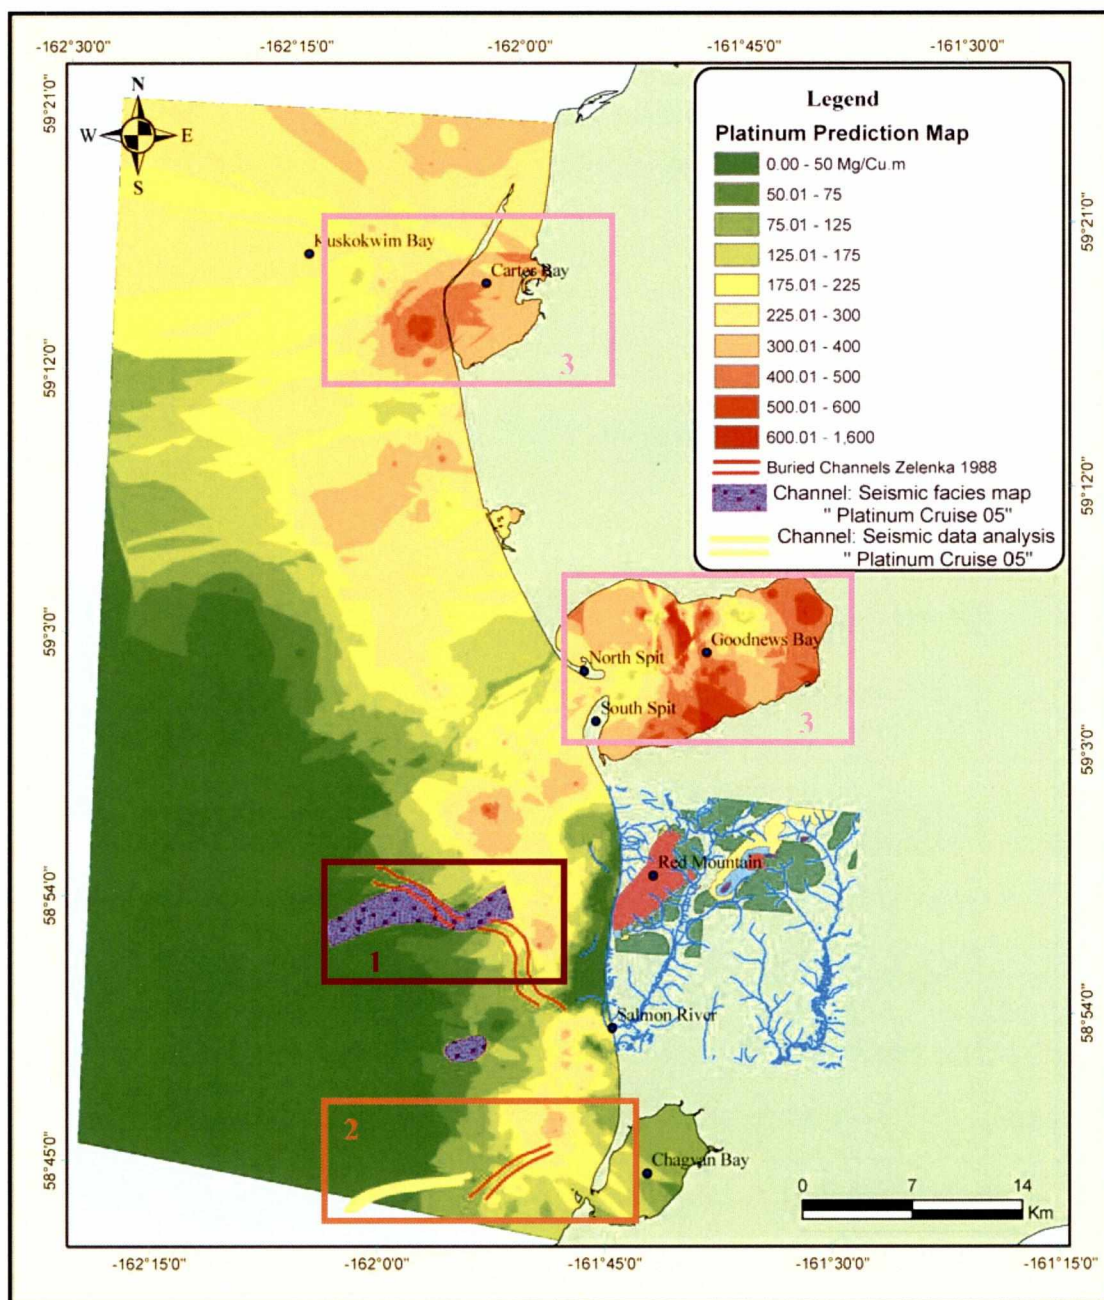 -162°30'0"
-162°15'0"
-162°0'0"
-161°45'0"
-161°30'0"
59°21'0"
59°12'0"
59°3'0"
58°54'0"
58°45'0"
N
W
E
S
Legend
Platinum Prediction Map
0.00 - 50 Mg/Cu.m
50.01 - 75
75.01 - 125
125.01 - 175
175.01 - 225
225.01 - 300
300.01 - 400
400.01 - 500
500.01 - 600
600.01 - 1,600
Buried Channels Zelenka 1988
Channel: Seismic facies map
" Platinum Cruise 05"
Channel: Seismic data analysis
" Platinum Cruise 05"
Kuskokwim Bay
Carter Bay
3
Goodnews Bay
North Spit
South Spit
3
Red Mountain
1
Salmon River
2
Chagvan Bay
0 7 14
Km
59°21'0"
59°12'0"
59°3'0"
58°54'0"
-162°15'0"
-162°0'0"
-161°45'0"
-161°30'0"
-161°15'0"